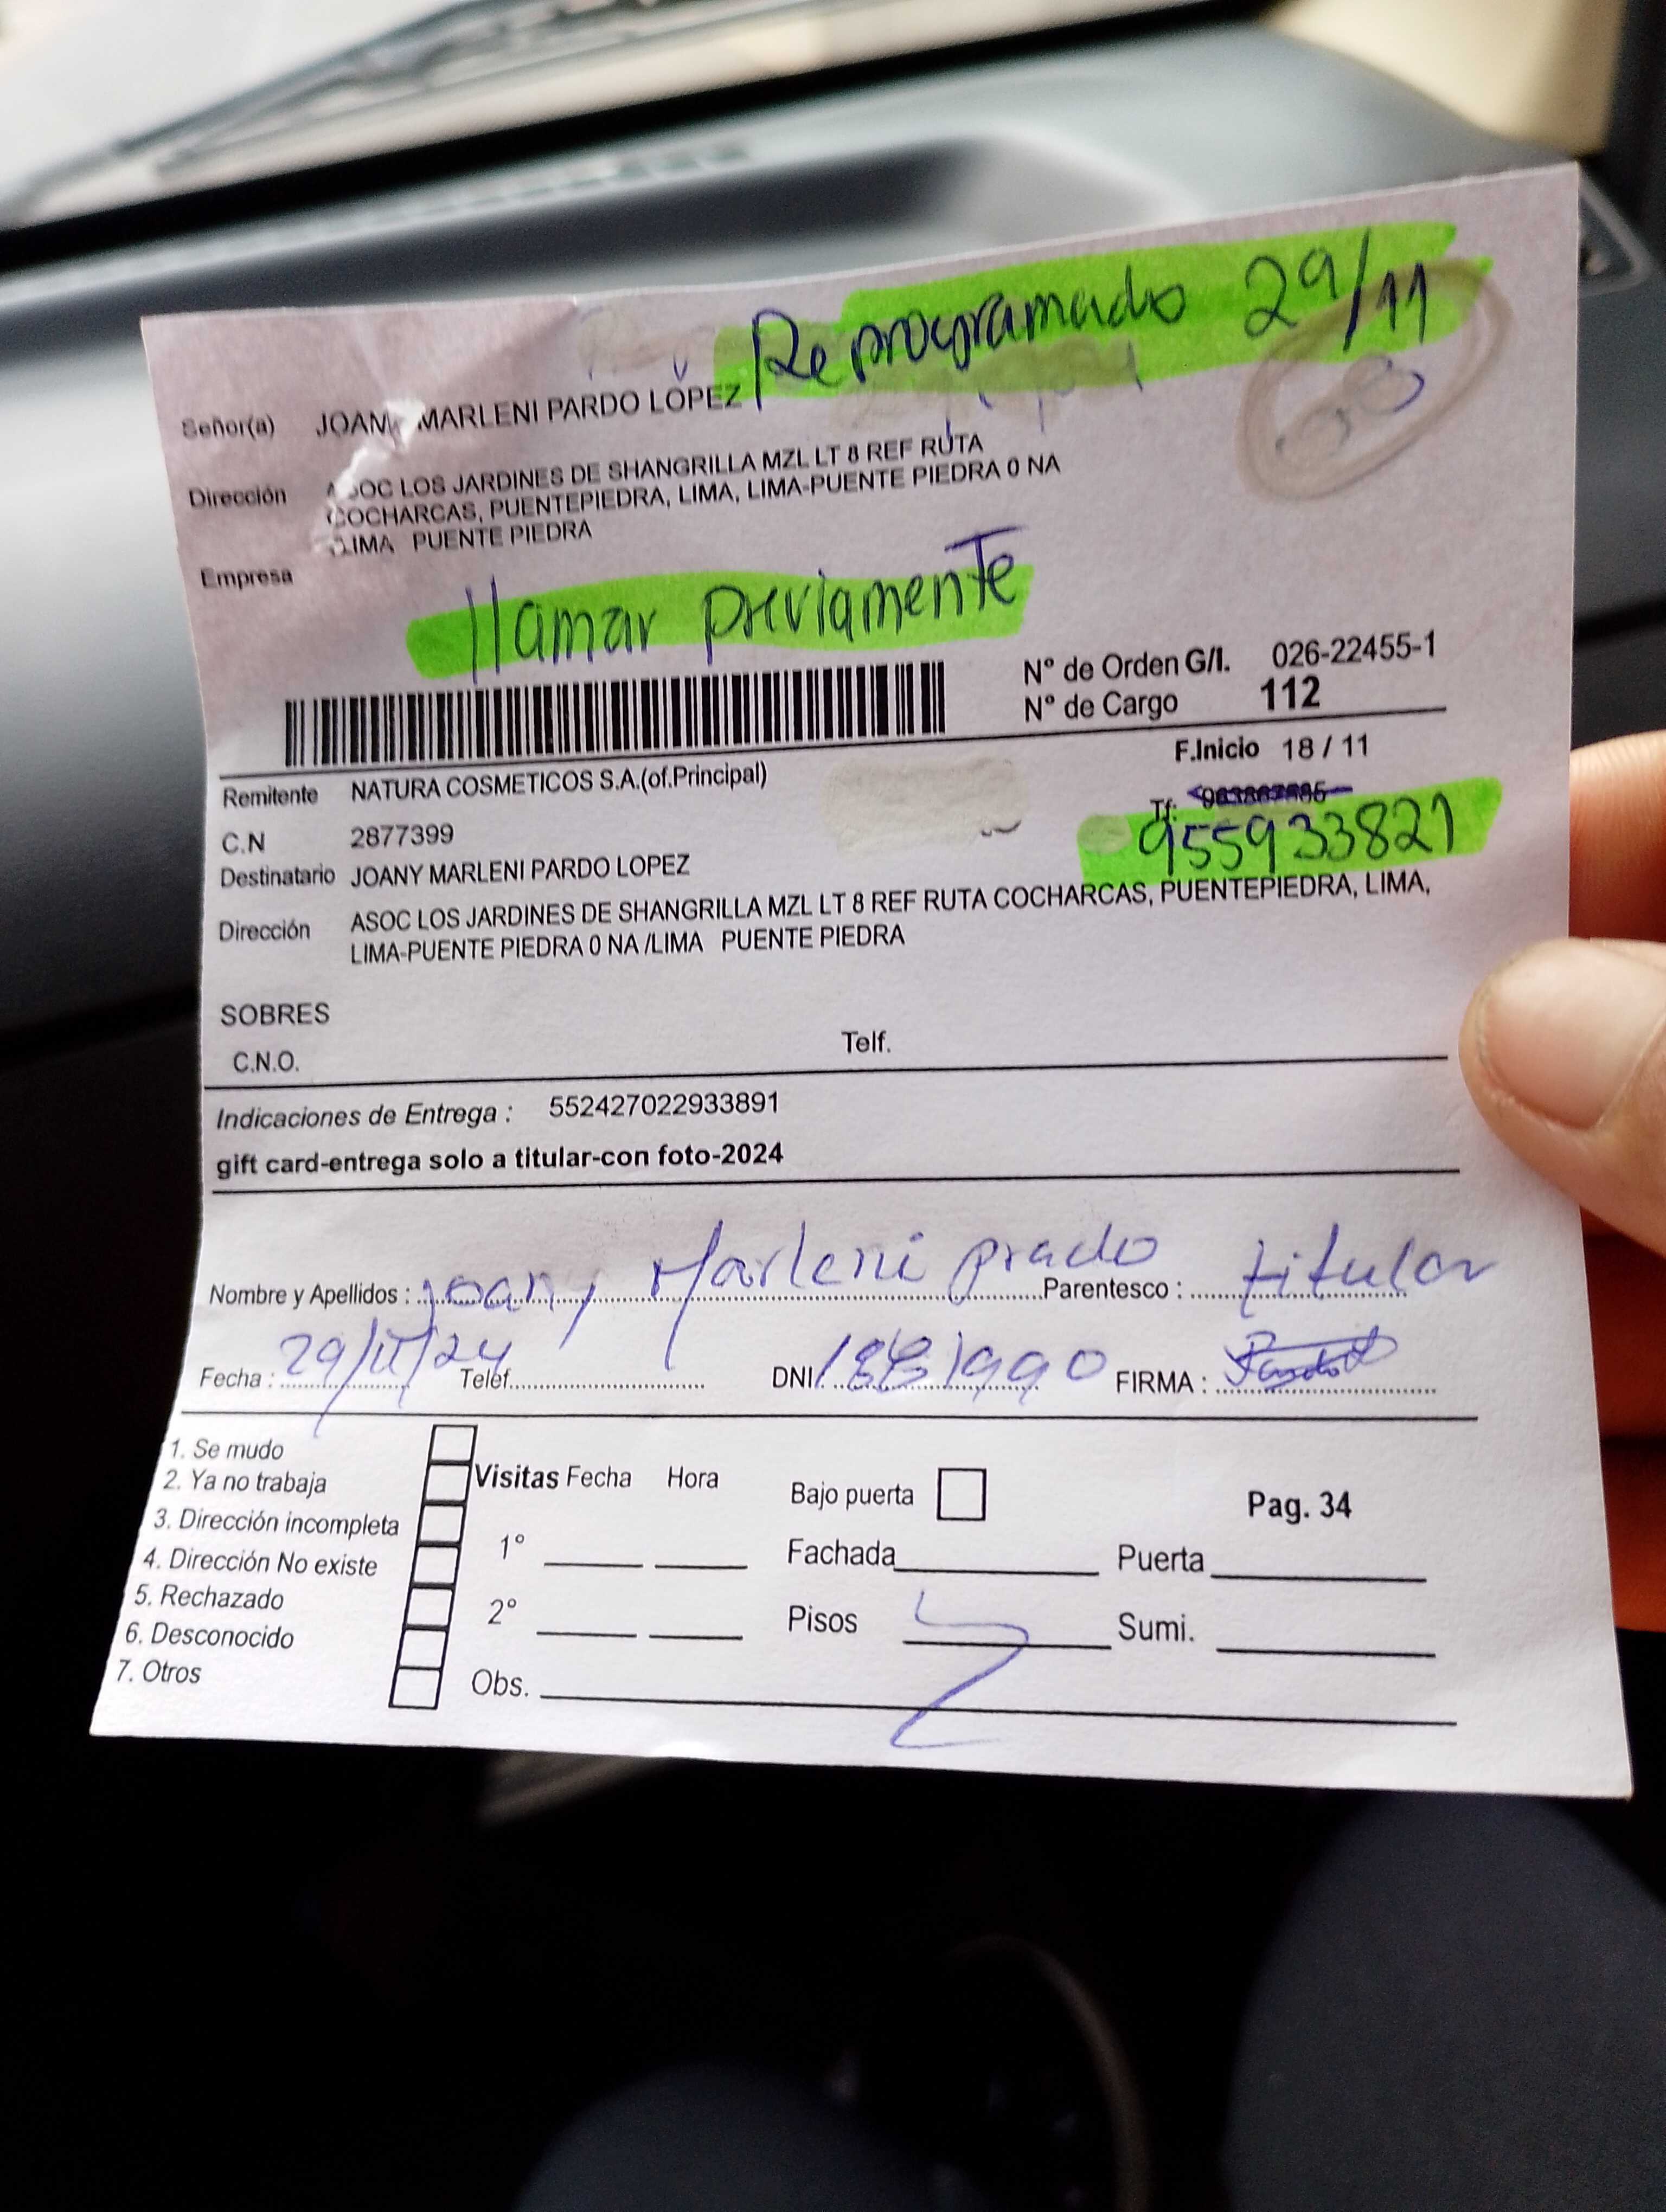 Reprogramado 29/11
Señor(a) JOANY MARLENI PARDO LÓPEZ
Dirección ASOC LOS JARDINES DE SHANGRILLA MZL LT 8 REF RUTA
COCHARCAS, PUENTEPIEDRA, LIMA, LIMA-PUENTE PIEDRA 0 NA
LIMA PUENTE PIEDRA
Empresa
llamar previamente
N° de Orden G/I. 026-22455-1
N° de Cargo 112
F.Inicio 18 / 11
Remitente NATURA COSMETICOS S.A.(of.Principal)
Tf:
C.N 2877399
955933821
Destinatario JOANY MARLENI PARDO LOPEZ
Dirección ASOC LOS JARDINES DE SHANGRILLA MZL LT 8 REF RUTA COCHARCAS, PUENTEPIEDRA, LIMA,
LIMA-PUENTE PIEDRA 0 NA /LIMA PUENTE PIEDRA
SOBRES
C.N.O. Telf.
Indicaciones de Entrega : 552427022933891
gift card-entrega solo a titular-con foto-2024
Nombre y Apellidos : Joany Marleni prado Parentesco : titular
Fecha : 29/11/24 Telef. DNI FIRMA :
1. Se mudo
2. Ya no trabaja
3. Dirección incompleta
4. Dirección No existe
5. Rechazado
6. Desconocido
7. Otros
Visitas Fecha Hora
1°
2°
Obs.
Bajo puerta
Pag. 34
Fachada Puerta
Pisos Sumi.